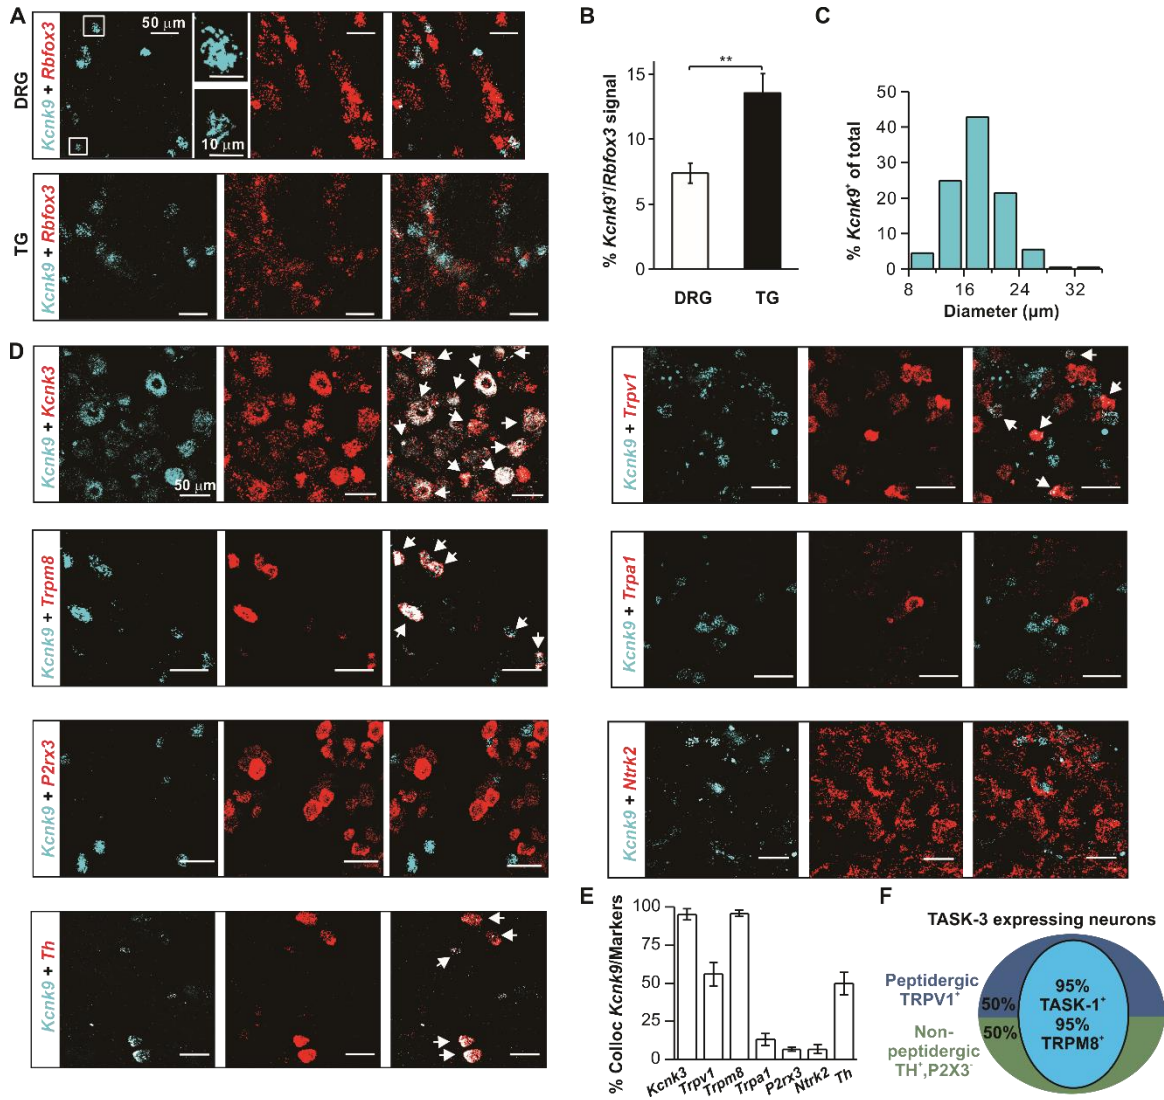 A
DRG
Kcnk9 + Rbfox3
50 μm
10 μm
TG
Kcnk9 + Rbfox3
B
% Kcnk9⁺/Rbfox3 signal
15
10
5
0
**
DRG
TG
C
% Kcnk9⁺ of total
50
40
30
20
10
0
8
16
24
32
Diameter (μm)
D
Kcnk9 + Kcnk3
50 μm
Kcnk9 + Trpv1
Kcnk9 + Trpm8
Kcnk9 + Trpa1
Kcnk9 + P2rx3
Kcnk9 + Ntrk2
Kcnk9 + Th
E
% Colloc Kcnk9/Markers
100
75
50
25
0
Kcnk3
Trpv1
Trpm8
Trpa1
P2rx3
Ntrk2
Th
F
TASK-3 expressing neurons
Peptidergic
TRPV1⁺
50%
95%
TASK-1⁺
95%
TRPM8⁺
50%
Non-
peptidergic
TH⁺,P2X3⁻